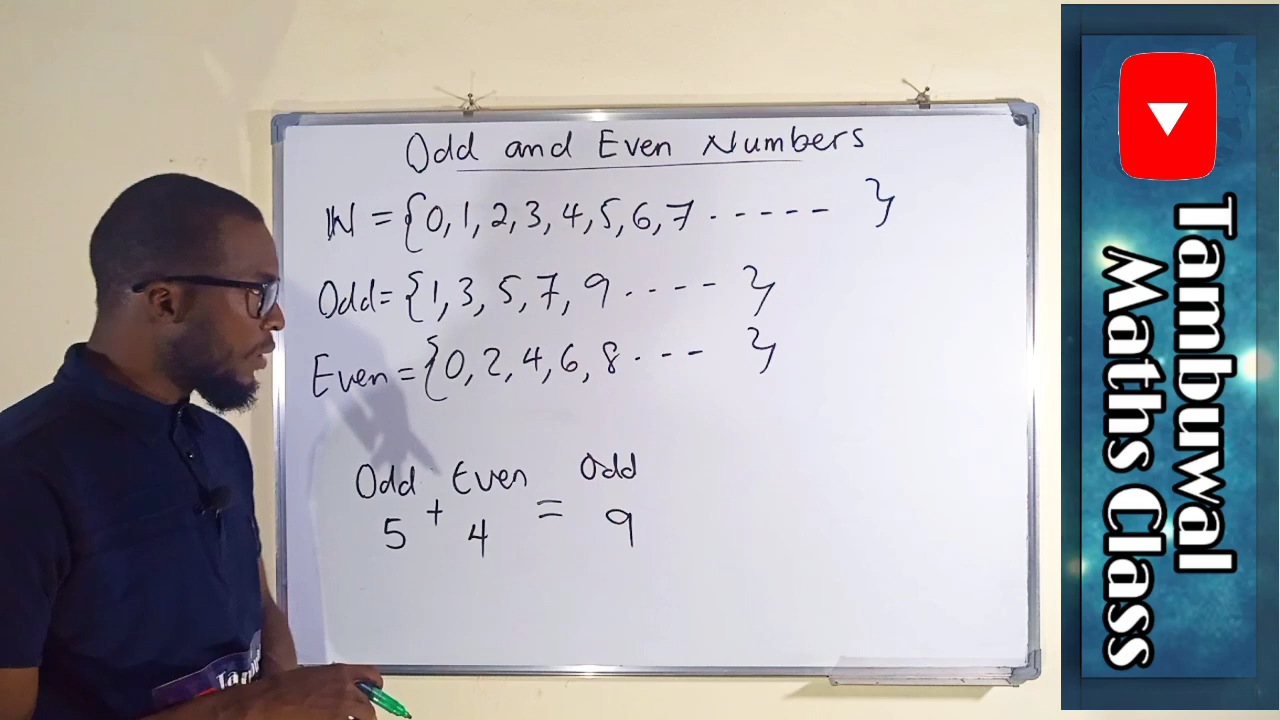 Odd and Even Numbers
ℕ = {0, 1, 2, 3, 4, 5, 6, 7 ----- }
Odd = {1, 3, 5, 7, 9 ---- }
Even = {0, 2, 4, 6, 8 --- }
Odd + Even = Odd
5 4 9
Tambuwal
Maths Class